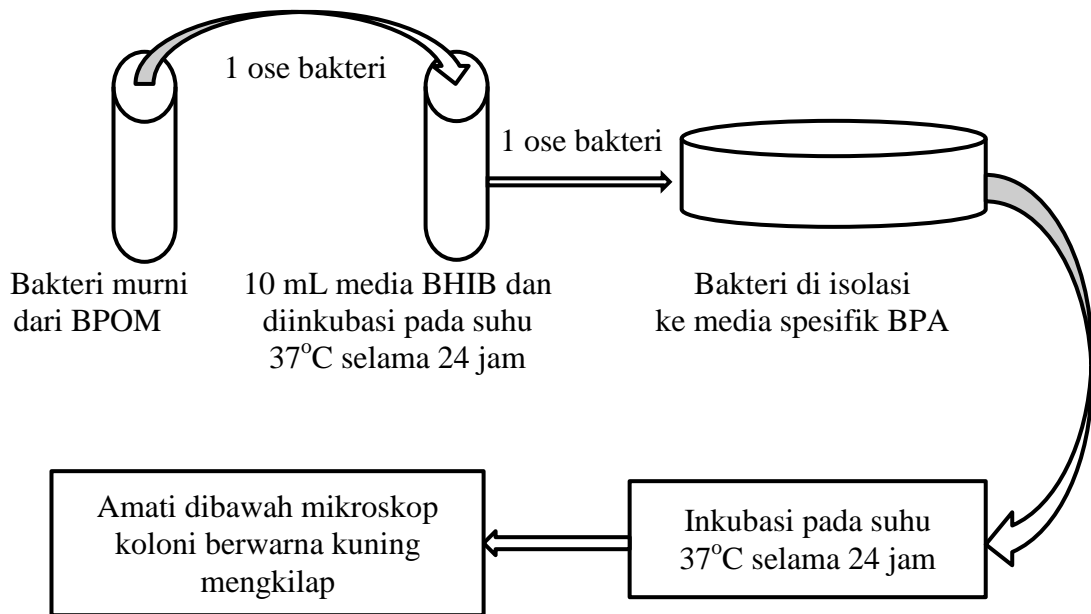 1 ose bakteri
1 ose bakteri
Bakteri murni
dari BPOM
10 mL media BHIB dan
diinkubasi pada suhu
37°C selama 24 jam
Bakteri di isolasi
ke media spesifik BPA
Amati dibawah mikroskop
koloni berwarna kuning
mengkilap
Inkubasi pada suhu
37°C selama 24 jam